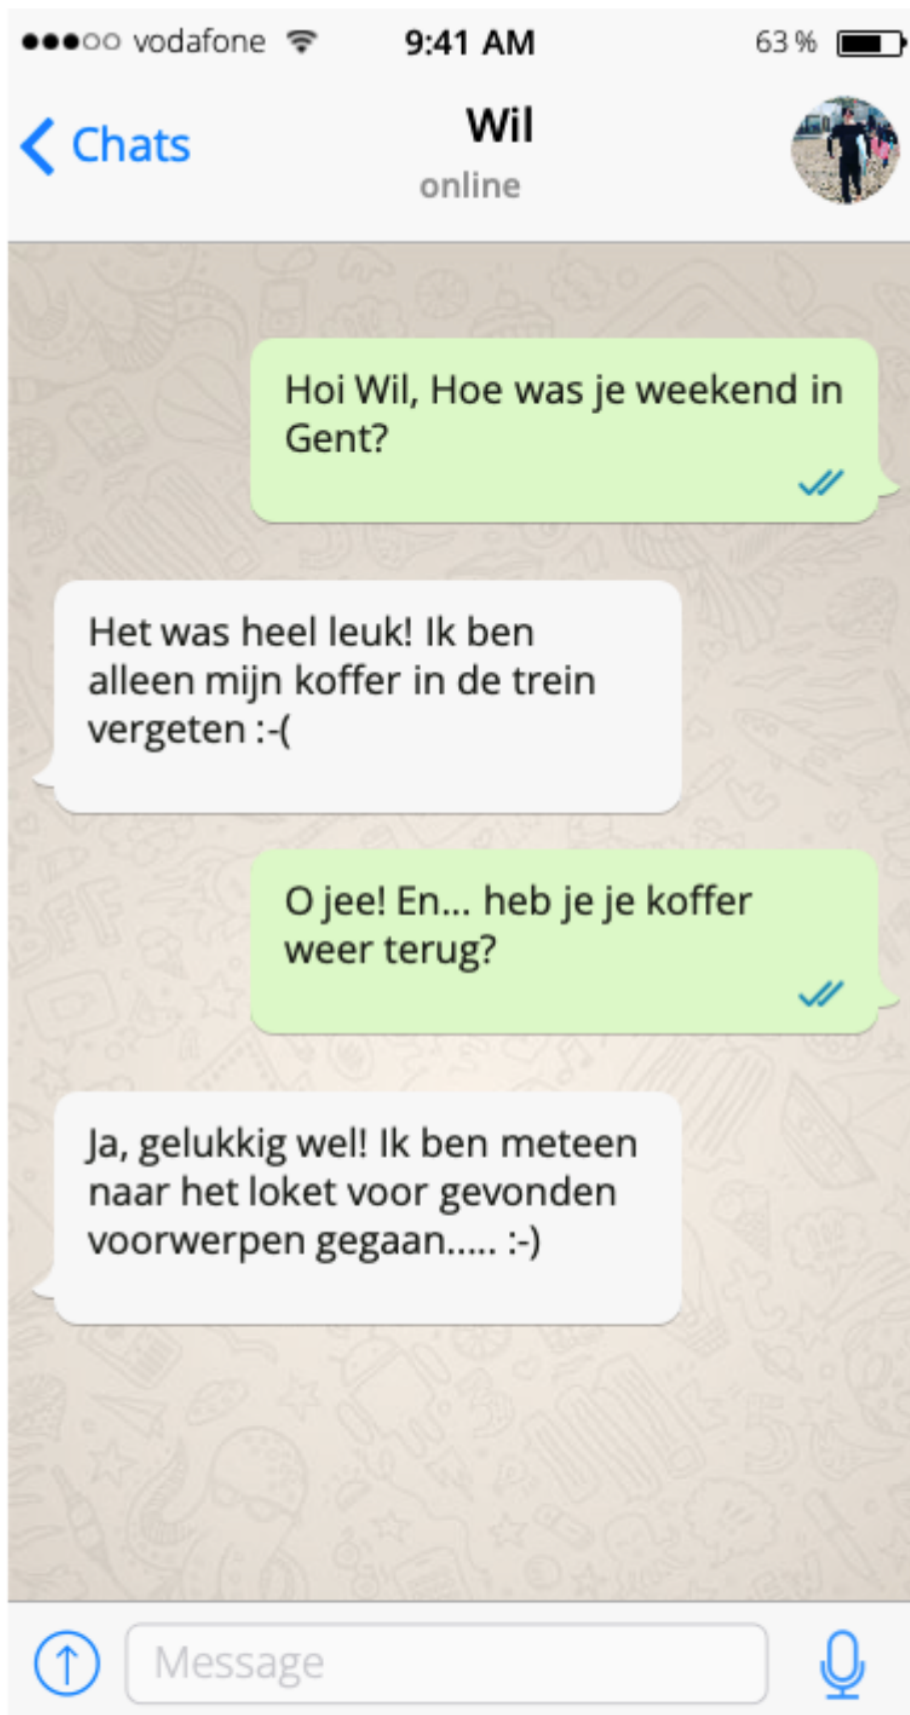 vodafone 9:41 AM 63 %
Chats
Wil
online
Hoi Wil, Hoe was je weekend in
Gent?
Het was heel leuk! Ik ben
alleen mijn koffer in de trein
vergeten :-(
O jee! En... heb je je koffer
weer terug?
Ja, gelukkig wel! Ik ben meteen
naar het loket voor gevonden
voorwerpen gegaan..... :-)
Message